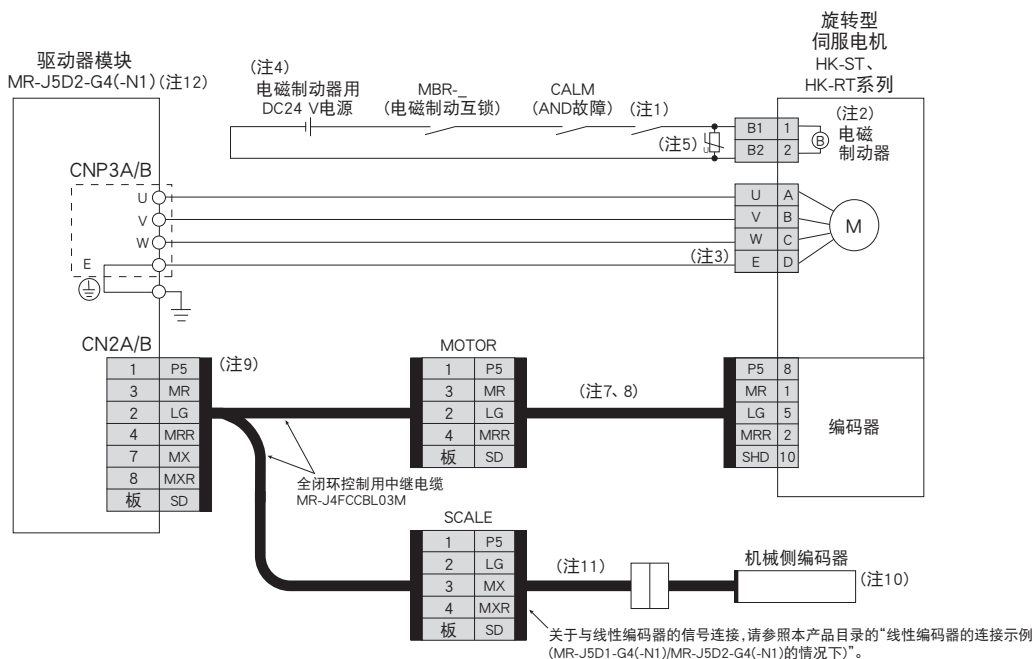 旋转型
伺服电机
HK-ST、
HK-RT系列
驱动器模块
MR-J5D2-G4(-N1)(注12)
(注4)
电磁制动器用
DC24 V电源
MBR-_
(电磁制动互锁)
CALM
(AND故障)
(注1)
(注5)
U
B1 1
B2 2
B
(注2)
电磁
制动器
CNP3A/B
U
V
W
E
(注3)
U A
V B
W C
E D
M
CN2A/B
1 P5
3 MR
2 LG
4 MRR
7 MX
8 MXR
板 SD
(注9)
MOTOR
1 P5
3 MR
2 LG
4 MRR
板 SD
(注7、8)
P5 8
MR 1
LG 5
MRR 2
SHD 10
编码器
全闭环控制用中继电缆
MR-J4FCCBL03M
SCALE
1 P5
2 LG
3 MX
4 MXR
板 SD
(注11)
机械侧编码器
(注10)
关于与线性编码器的信号连接,请参照本产品目录的“线性编码器的连接示例
(MR-J5D1-G4(-N1)/MR-J5D2-G4(-N1)的情况下)”。